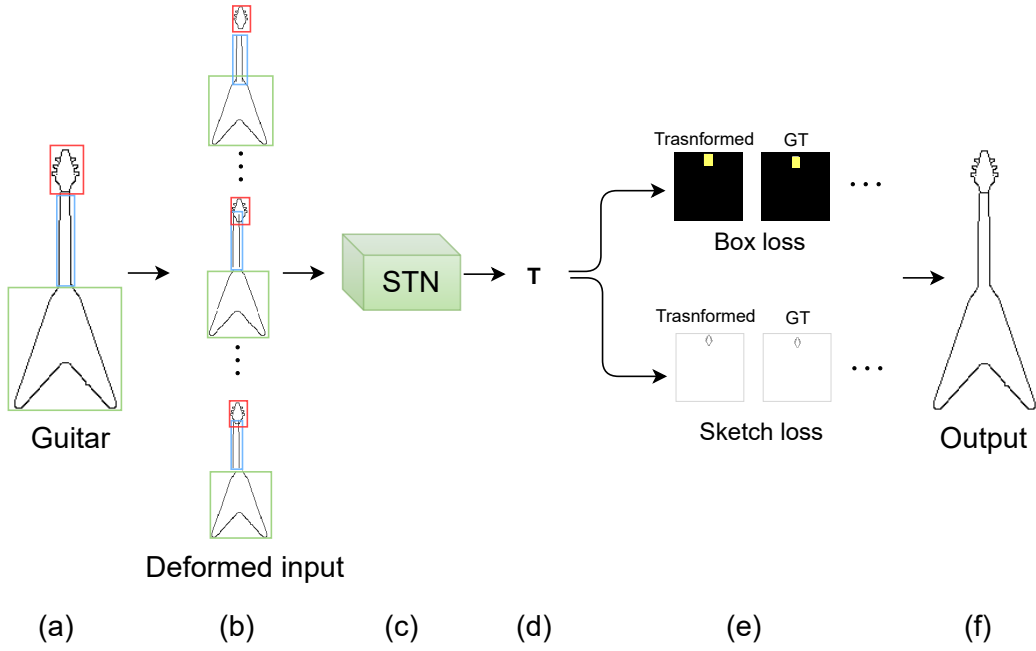 Trasnformed
GT
Box loss
STN
T
Trasnformed
GT
Sketch loss
Guitar
Output
Deformed input
(a)
(b)
(c)
(d)
(e)
(f)